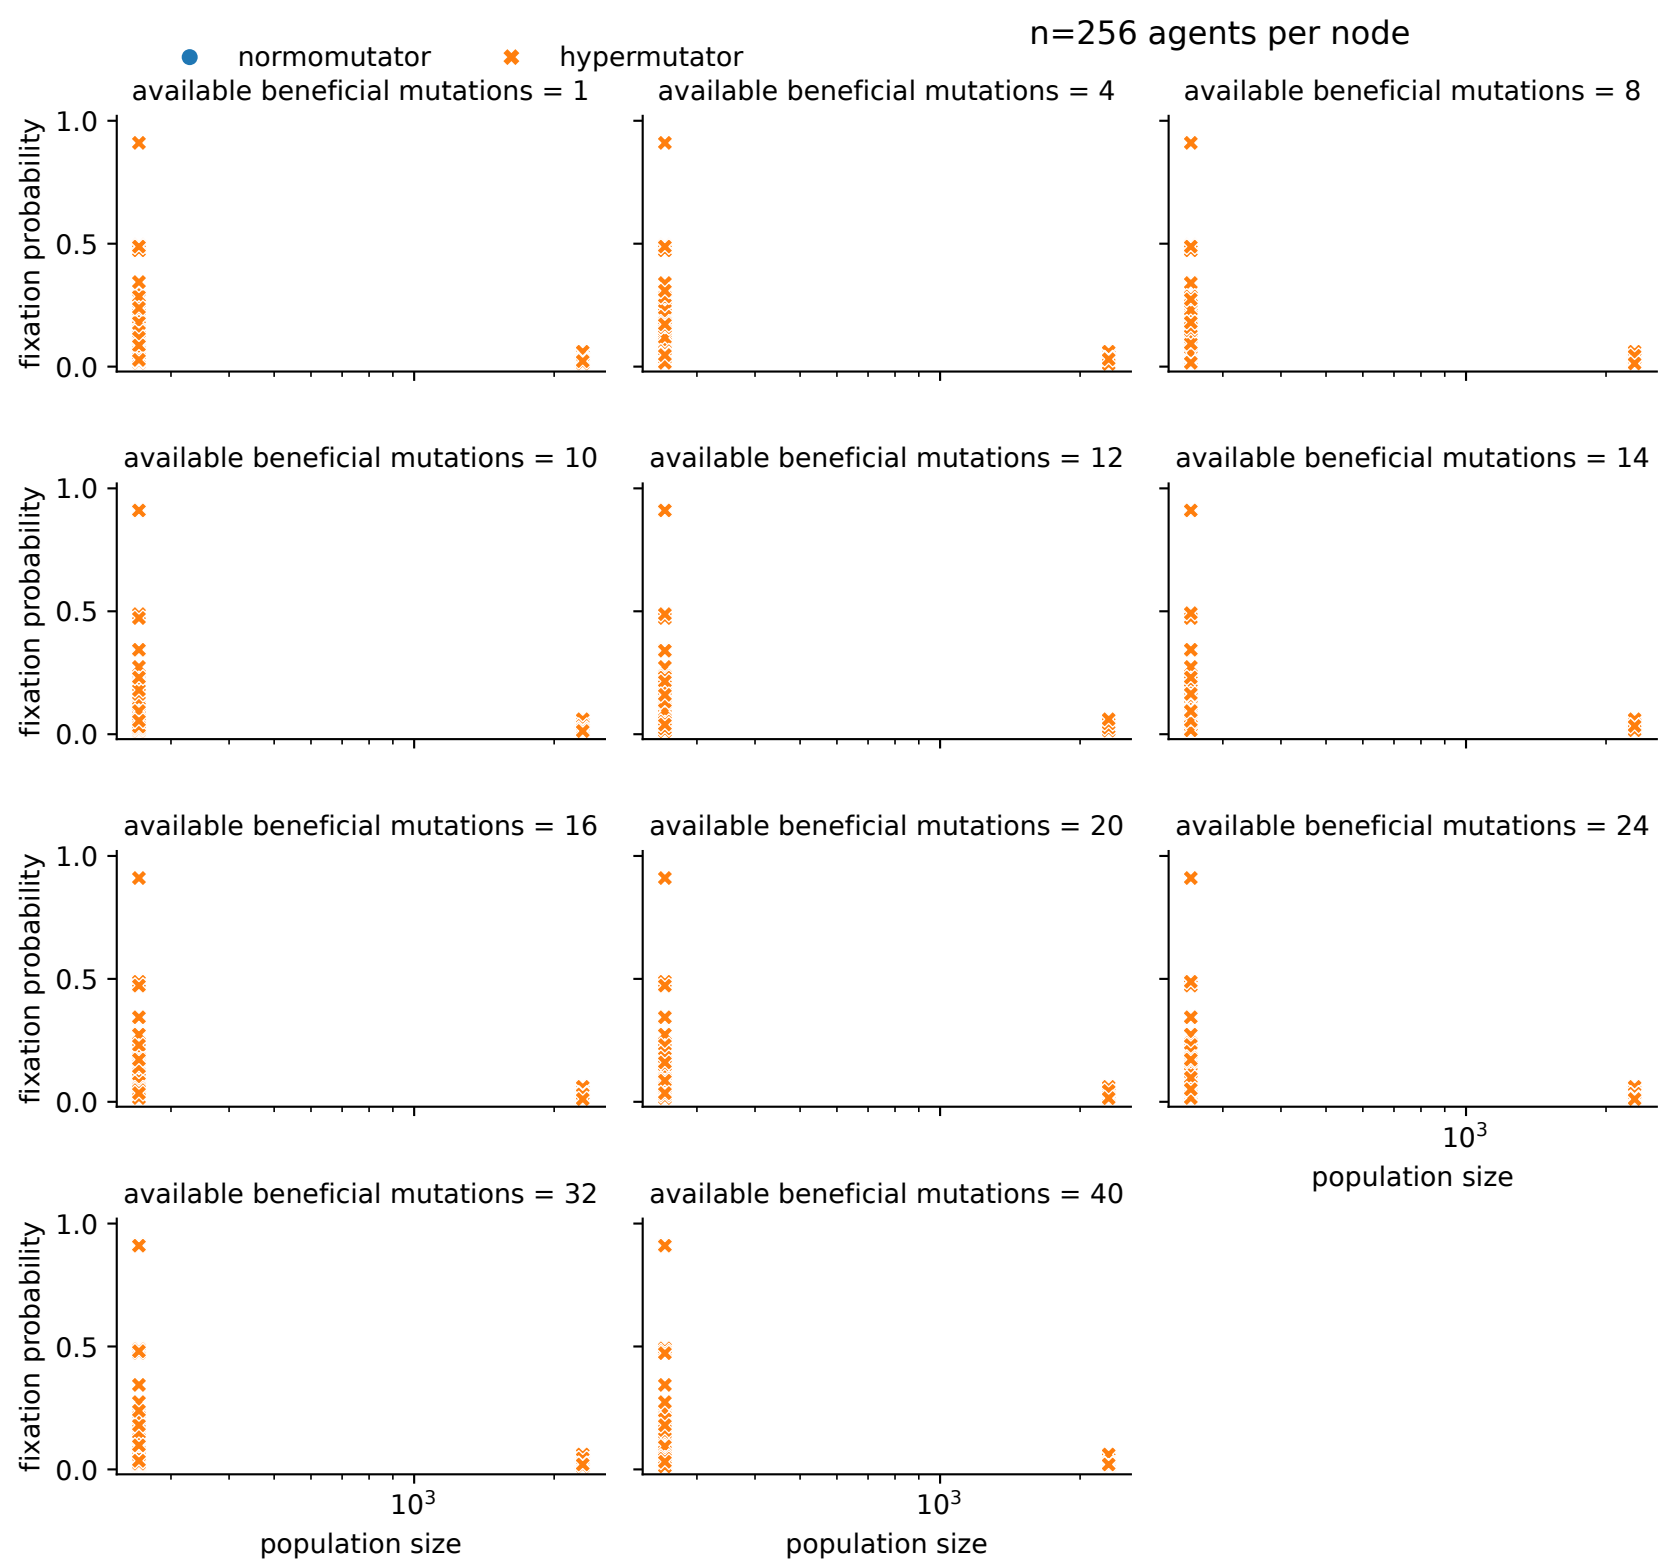 n=256 agents per node
normomutator hypermutator
available beneficial mutations = 1 available beneficial mutations = 4 available beneficial mutations = 8
1.0
0.5
0.0
fixation probability
available beneficial mutations = 10 available beneficial mutations = 12 available beneficial mutations = 14
1.0
0.5
0.0
fixation probability
available beneficial mutations = 16 available beneficial mutations = 20 available beneficial mutations = 24
1.0
0.5
0.0
fixation probability
10³
population size
available beneficial mutations = 32 available beneficial mutations = 40
1.0
0.5
0.0
fixation probability
10³ 10³
population size population size